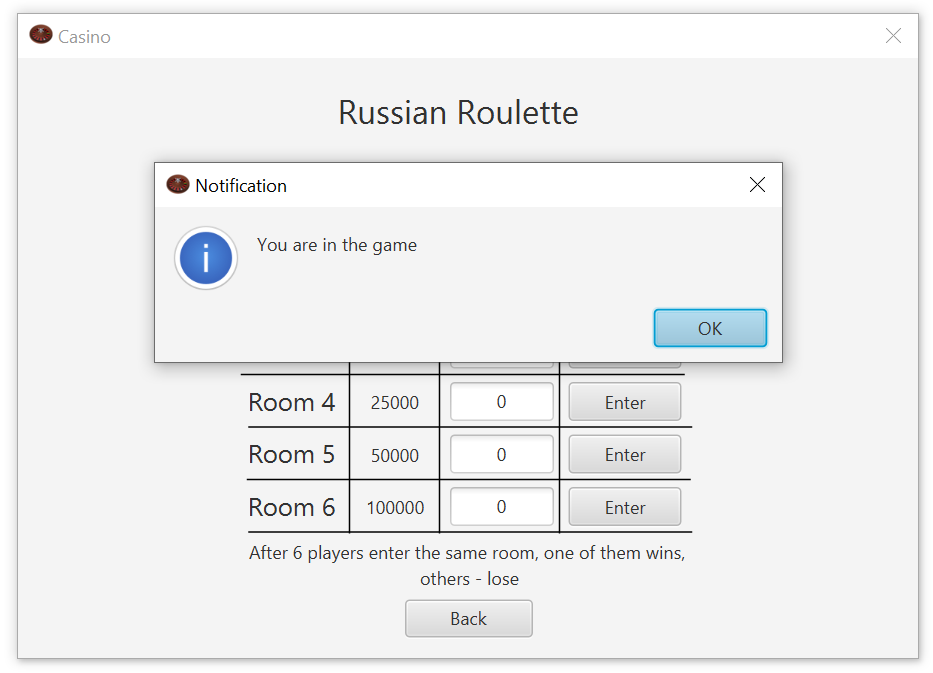 Casino
Russian Roulette
Notification
You are in the game
OK
Room 4 25000 0 Enter
Room 5 50000 0 Enter
Room 6 100000 0 Enter
After 6 players enter the same room, one of them wins,
others - lose
Back